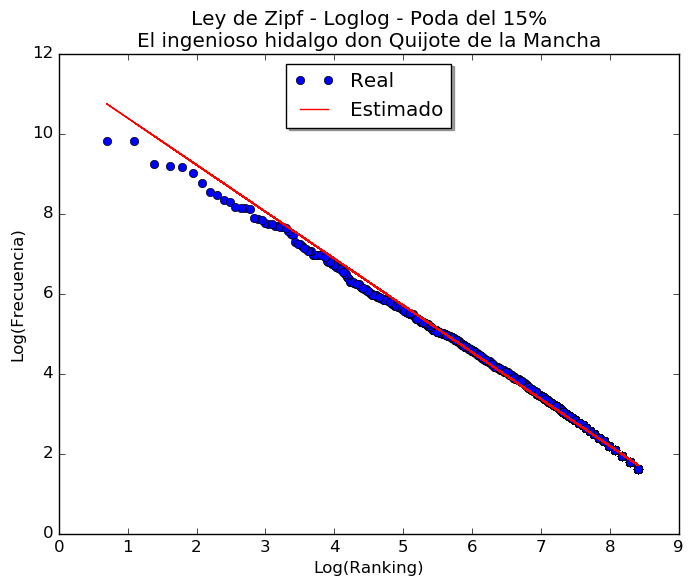 Ley de Zipf - Loglog - Poda del 15%
El ingenioso hidalgo don Quijote de la Mancha
Real
Estimado
Log(Frecuencia)
12
10
8
6
4
2
0
0 1 2 3 4 5 6 7 8 9
Log(Ranking)